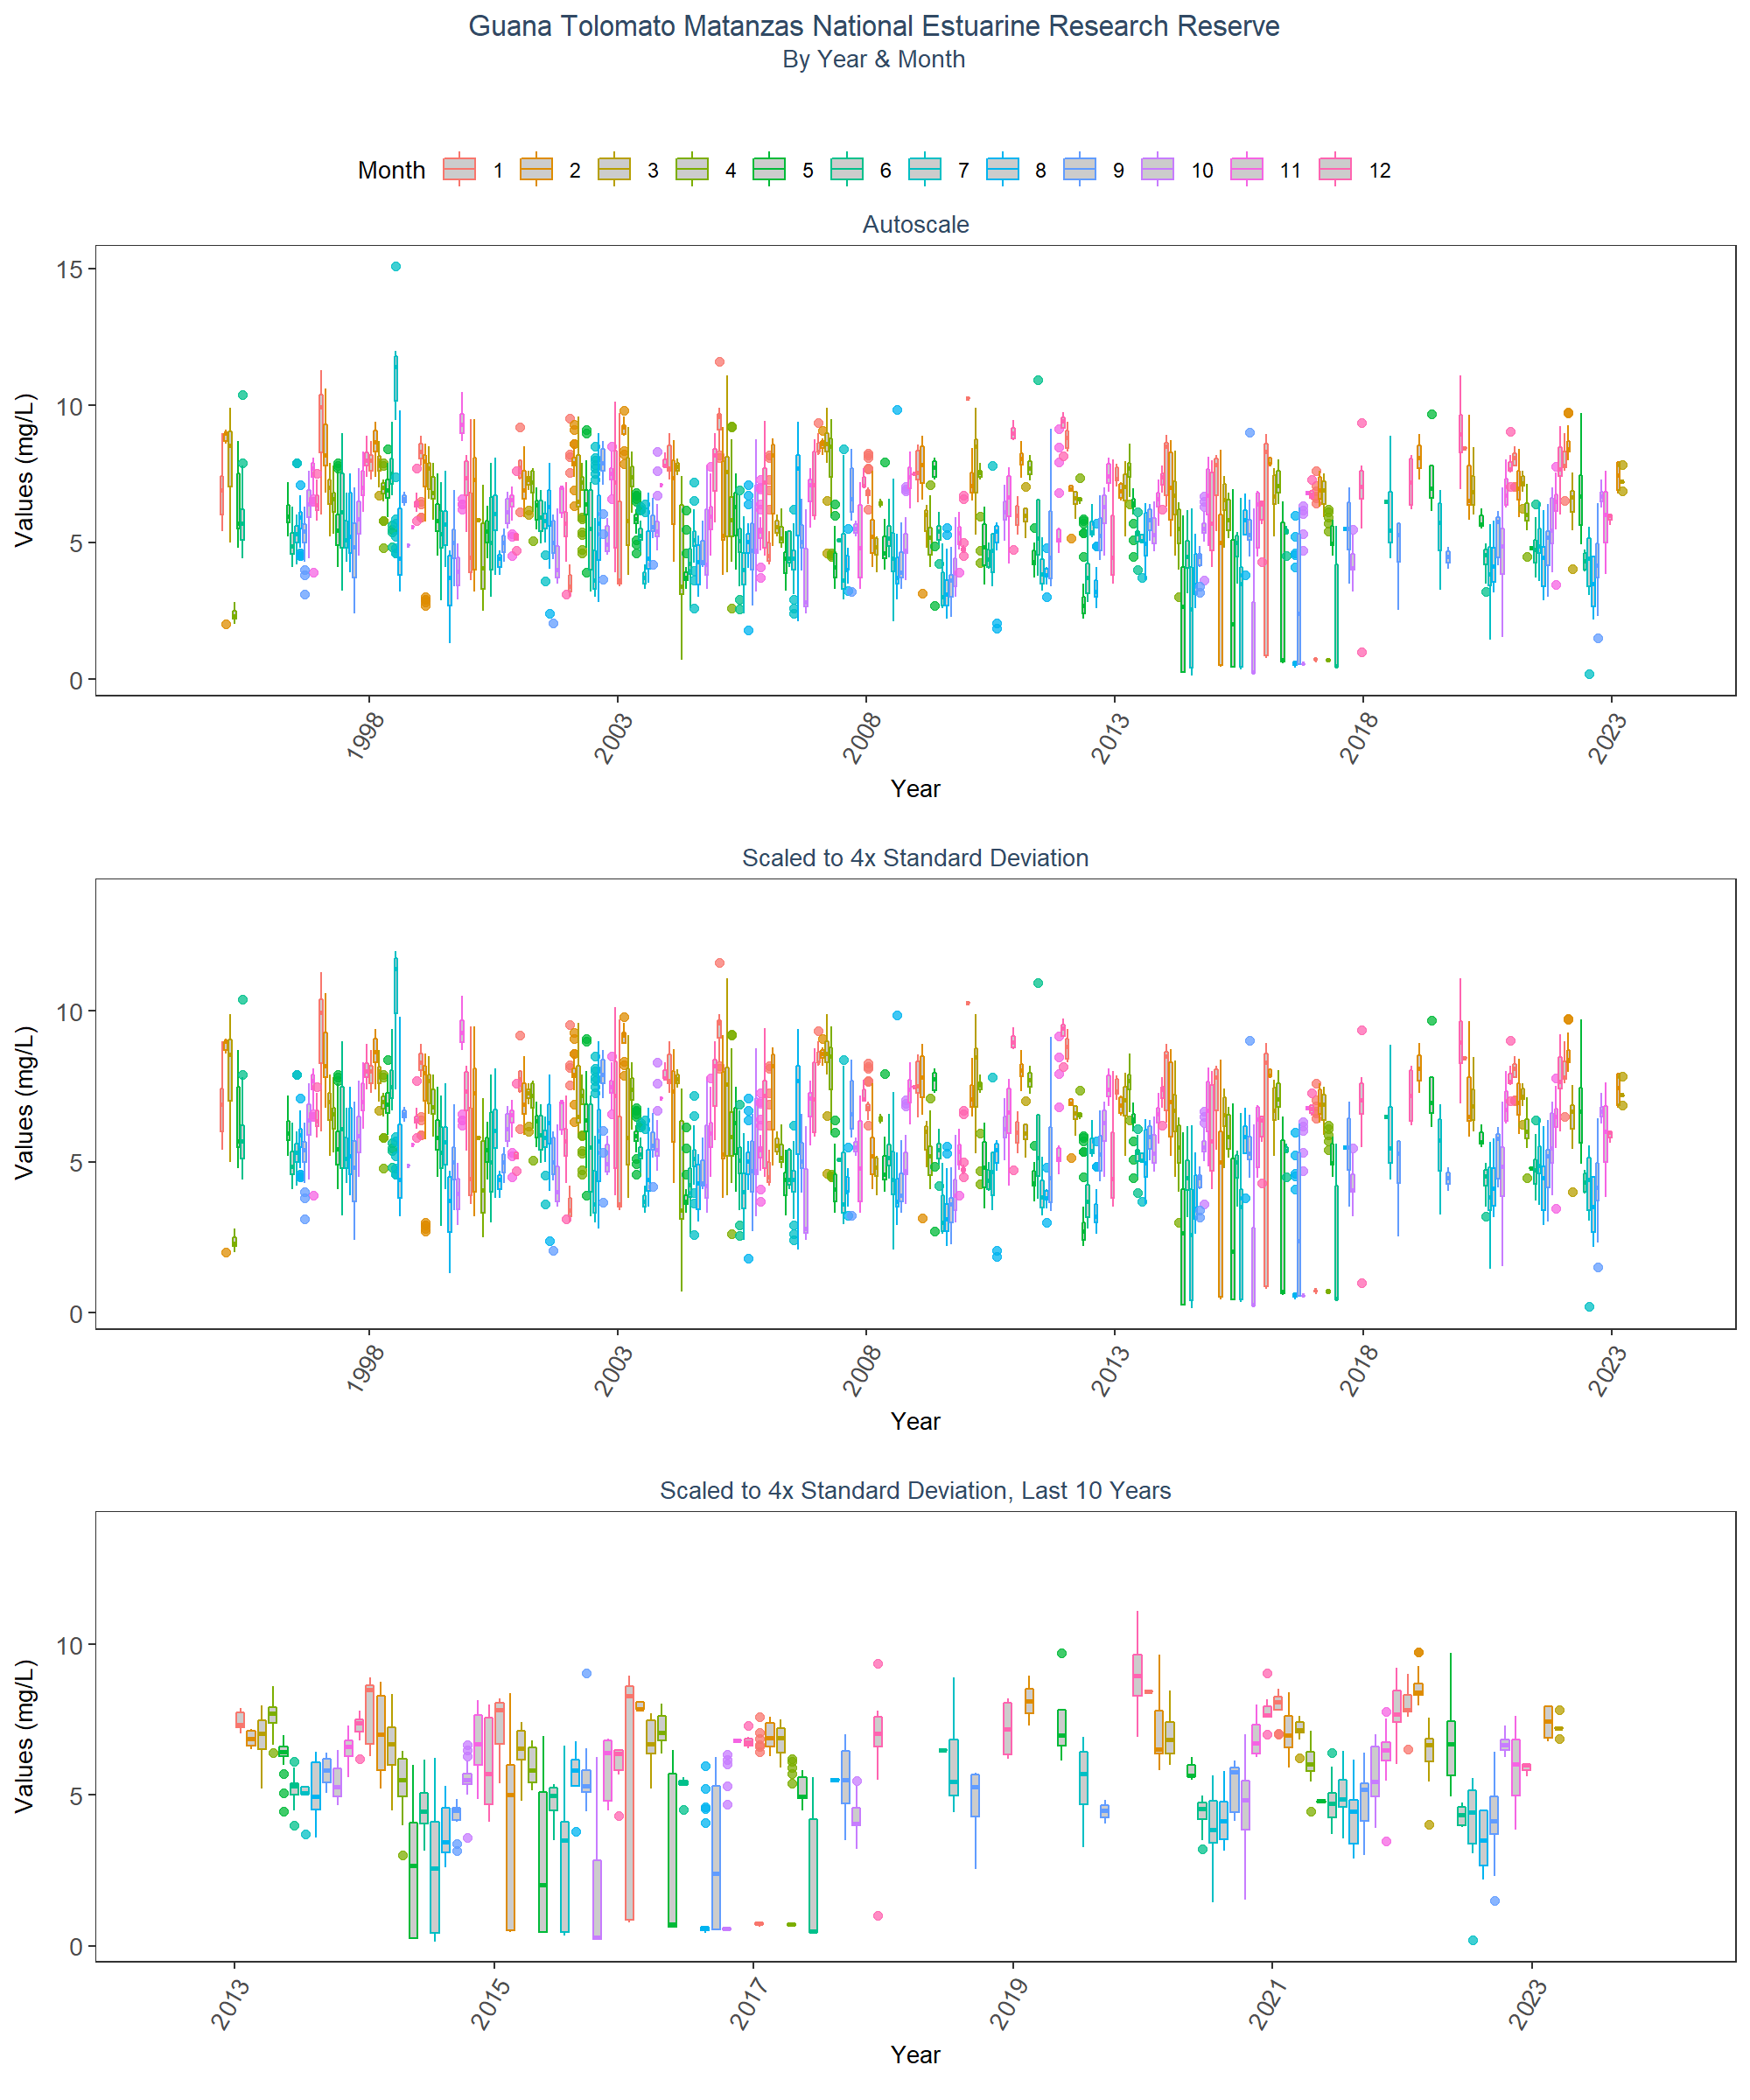 Guana Tolomato Matanzas National Estuarine Research Reserve
By Year & Month
Month 1 2 3 4 5 6 7 8 9 10 11 12
Autoscale
Values (mg/L)
15
10
5
0
1998 2003 2008 2013 2018 2023
Year
Scaled to 4x Standard Deviation
Values (mg/L)
10
5
0
1998 2003 2008 2013 2018 2023
Year
Scaled to 4x Standard Deviation, Last 10 Years
Values (mg/L)
10
5
0
2013 2015 2017 2019 2021 2023
Year